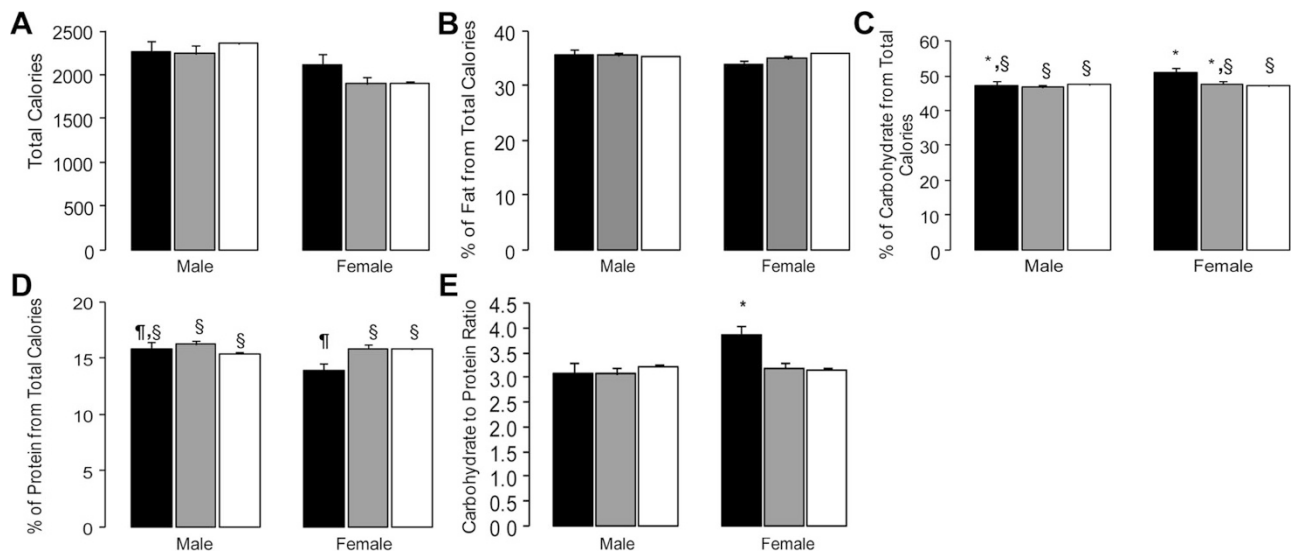 A
Total Calories
2500
2000
1500
1000
500
0
Male
Female
B
% of Fat from Total Calories
40
30
20
10
0
Male
Female
C
% of Carbohydrate from Total
Calories
60
50
40
30
20
10
0
*,§
§
§
*
*,§
§
Male
Female
D
% of Protein from Total Calories
20
15
10
5
0
¶,§
§
§
¶
§
§
Male
Female
E
Carbohydrate to Protein Ratio
4.5
4.0
3.5
3.0
2.5
2.0
1.5
1.0
0.5
0 0
*
Male
Female